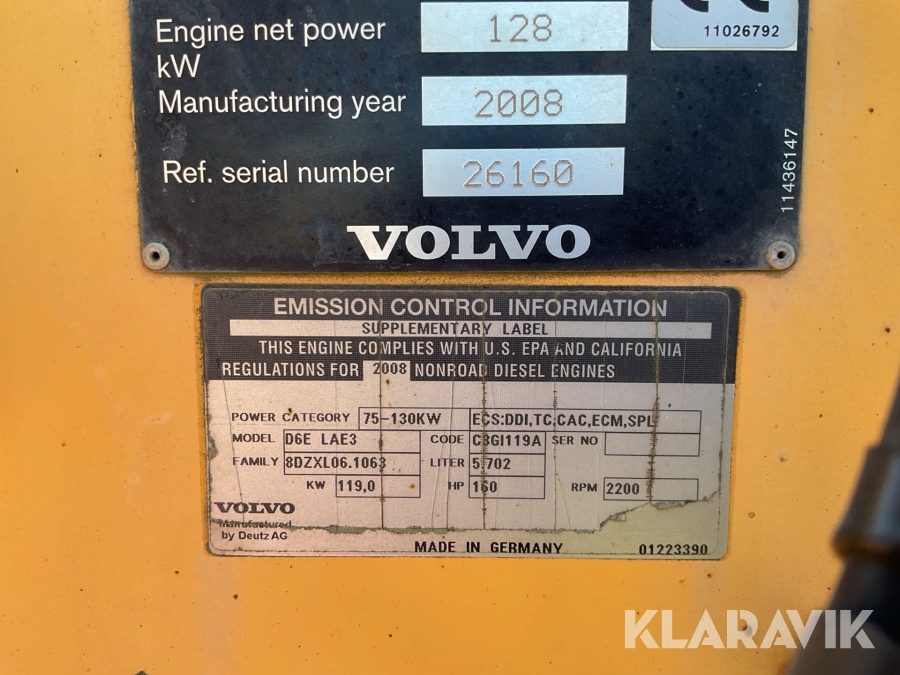 Engine net power 128
kW
Manufacturing year 2008
Ref. serial number 26160
VOLVO
11026792
11436147
EMISSION CONTROL INFORMATION
SUPPLEMENTARY LABEL
THIS ENGINE COMPLIES WITH U.S. EPA AND CALIFORNIA
REGULATIONS FOR 2008 NONROAD DIESEL ENGINES
POWER CATEGORY 75-130KW ECS:DDI,TC,CAC,ECM,SPL
MODEL D6E LAE3 CODE C8GI119A SER NO
FAMILY 8DZXL06.1063 LITER 5,702
KW 119,0 HP 160 RPM 2200
VOLVO
Manufactured
by Deutz AG
MADE IN GERMANY 01223390
KLARAVIK